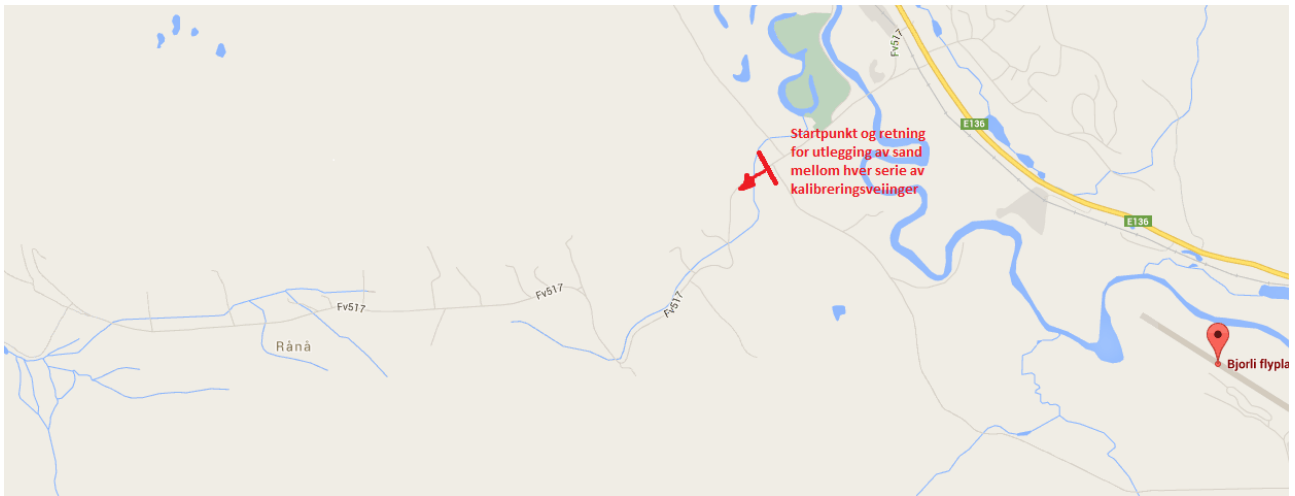 Fv517
E136
Startpunkt og retning
for utlegging av sand
mellom hver serie av
kalibreringsveiinger
E136
Fv517
Fv517
Fv517
Rånå
Bjorli flypla